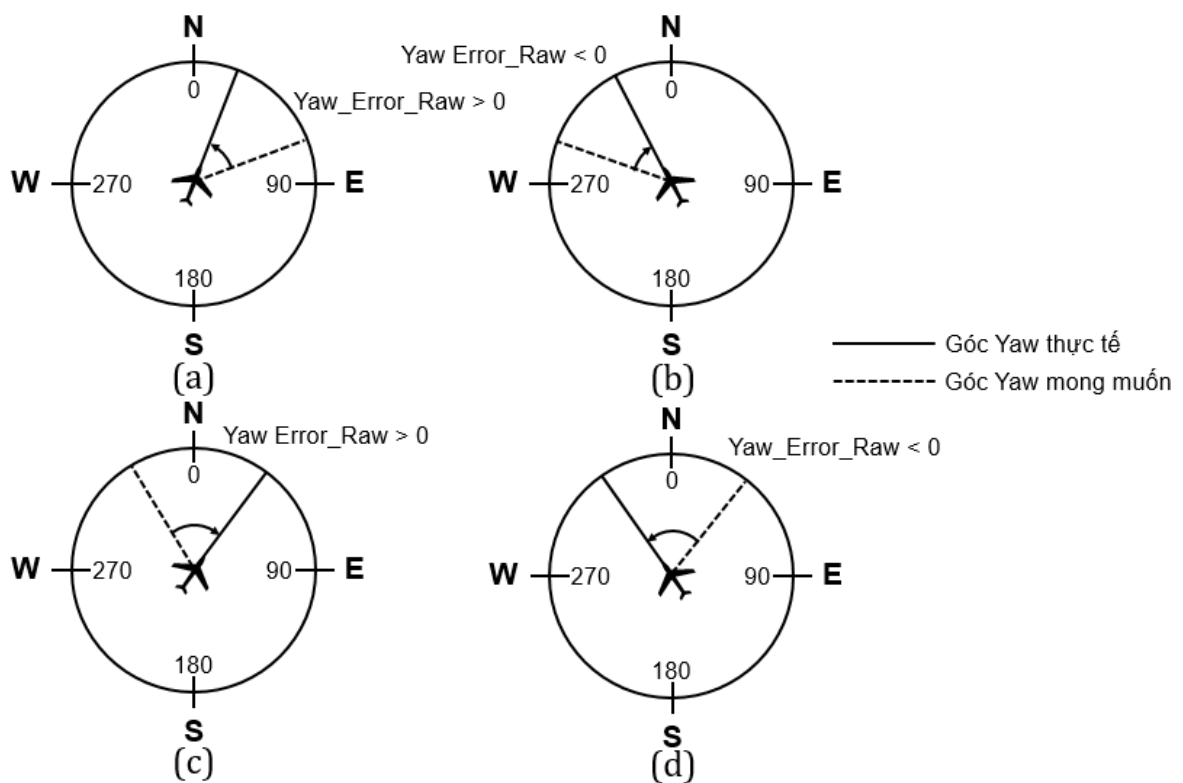 N
0
Yaw_Error_Raw > 0
W
270
90
E
180
S
(a)
N
Yaw Error_Raw < 0
0
W
270
90
E
180
S
(b)
Góc Yaw thực tế
Góc Yaw mong muốn
N
Yaw Error_Raw > 0
0
W
270
90
E
180
S
(c)
N
Yaw_Error_Raw < 0
0
W
270
90
E
180
S
(d)